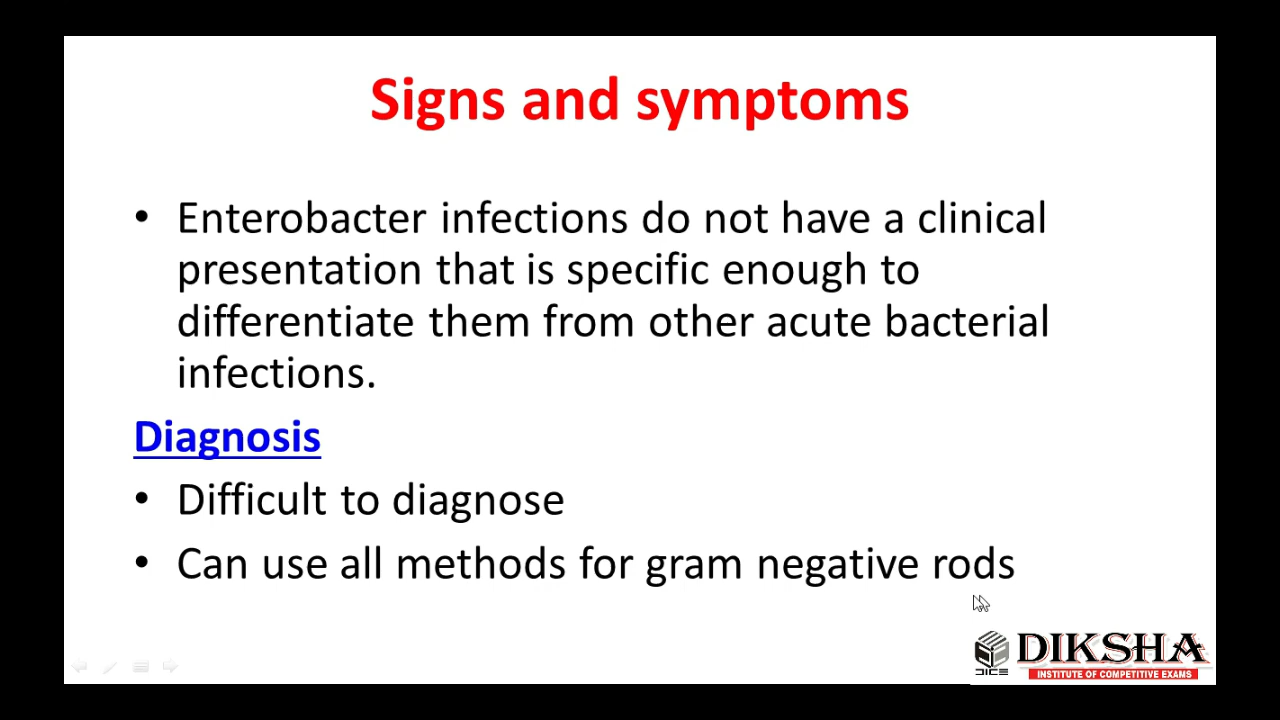 Signs and symptoms
• Enterobacter infections do not have a clinical
presentation that is specific enough to
differentiate them from other acute bacterial
infections.
Diagnosis
• Difficult to diagnose
• Can use all methods for gram negative rods
DICE
DIKSHA
INSTITUTE OF COMPETITIVE EXAMS